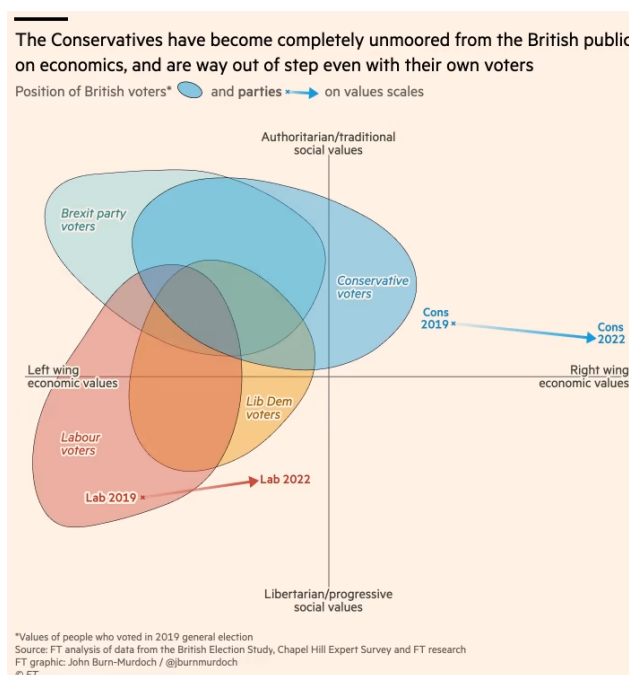 The Conservatives have become completely unmoored from the British public
on economics, and are way out of step even with their own voters
Position of British voters* and parties on values scales
Authoritarian/traditional
social values
Brexit party
voters
Conservative
voters
Cons
2019
Cons
2022
Left wing
economic values
Right wing
economic values
Lib Dem
voters
Labour
voters
Lab 2019
Lab 2022
Libertarian/progressive
social values
*Values of people who voted in 2019 general election
Source: FT analysis of data from the British Election Study, Chapel Hill Expert Survey and FT research
FT graphic: John Burn-Murdoch / @jburnmurdoch
© FT